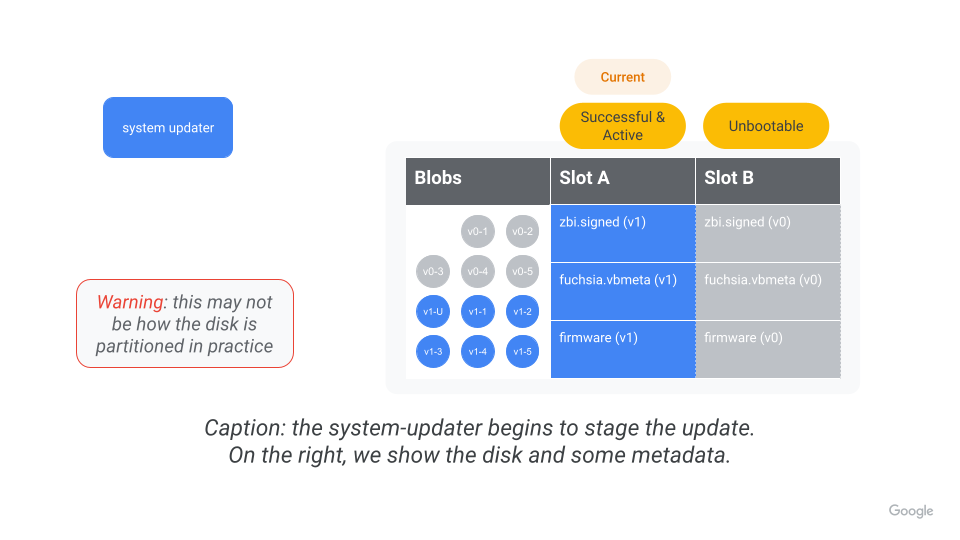 Current
system updater
Successful &
Active
Unbootable
Blobs
Slot A
Slot B
v0-1
v0-2
zbi.signed (v1)
zbi.signed (v0)
v0-3
v0-4
v0-5
fuchsia.vbmeta (v1)
fuchsia.vbmeta (v0)
v1-U
v1-1
v1-2
firmware (v1)
firmware (v0)
v1-3
v1-4
v1-5
Warning: this may not
be how the disk is
partitioned in practice
Caption: the system-updater begins to stage the update.
On the right, we show the disk and some metadata.
Google